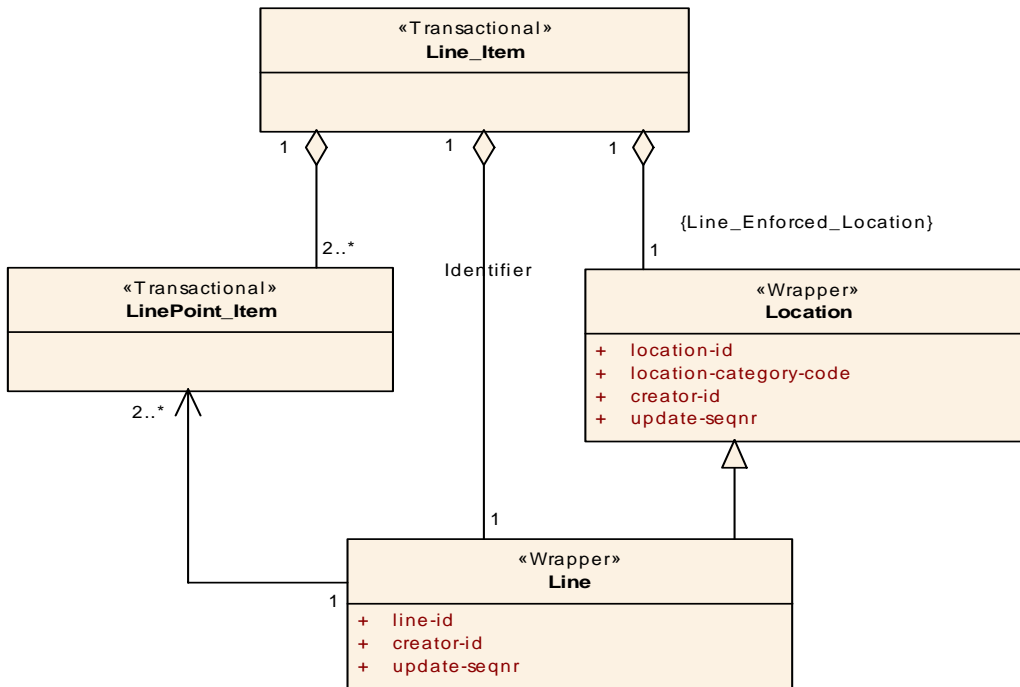 «Transactional»
Line_Item
1
1
1
{Line_Enforced_Location}
2..*
Identifier
1
«Transactional»
LinePoint_Item
«Wrapper»
Location
+ location-id
+ location-category-code
+ creator-id
+ update-seqnr
2..*
1
«Wrapper»
Line
1
+ line-id
+ creator-id
+ update-seqnr